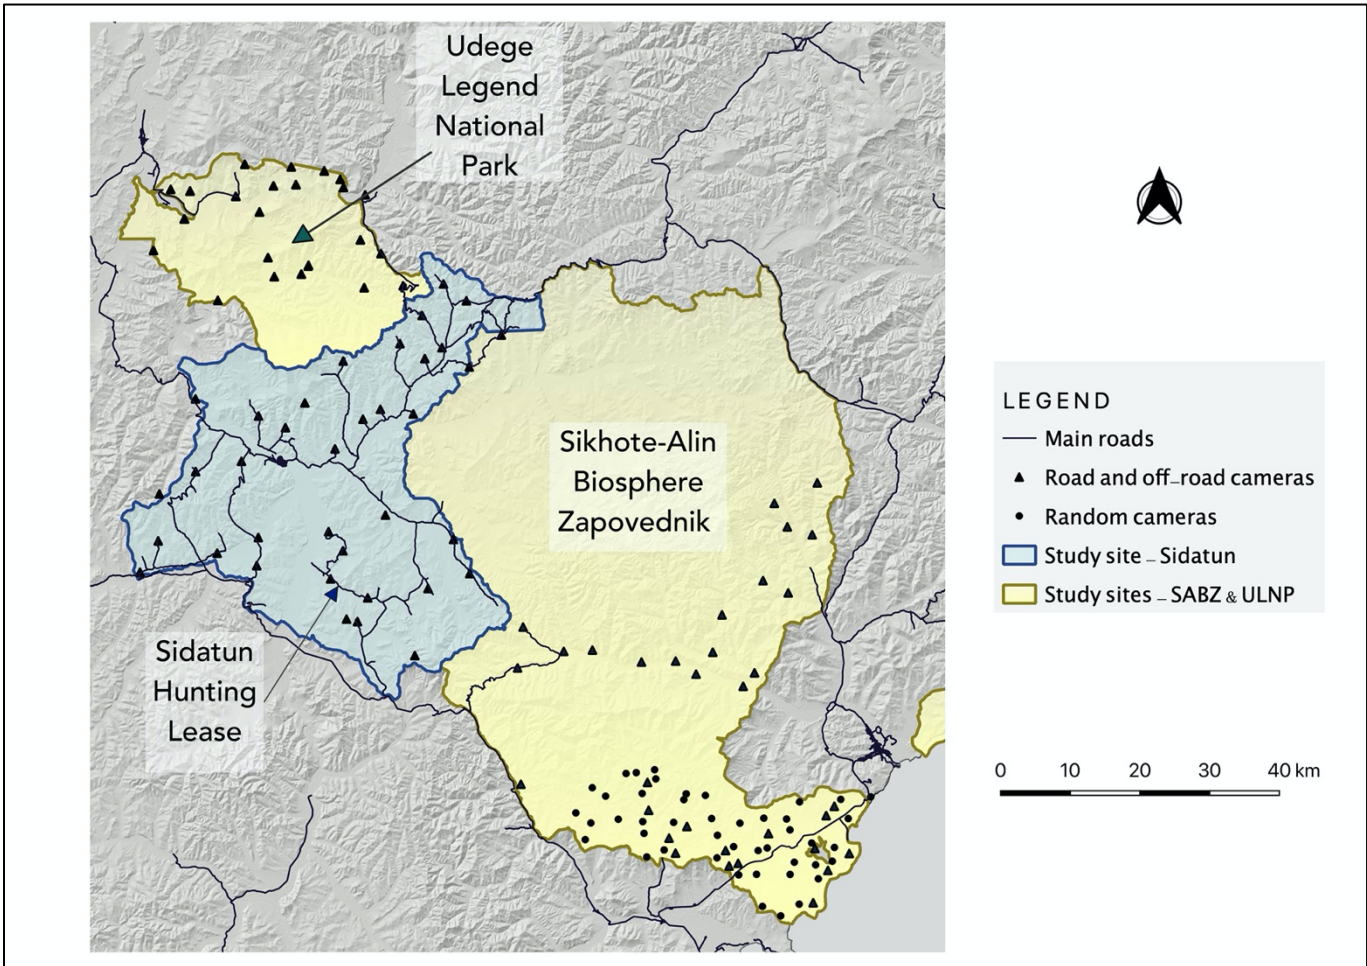 Udege
Legend
National
Park
Sikhote-Alin
Biosphere
Zapovednik
Sidatun
Hunting
Lease
LEGEND
Main roads
Road and off-road cameras
Random cameras
Study site - Sidatun
Study sites - SABZ & ULNP
0 10 20 30 40 km